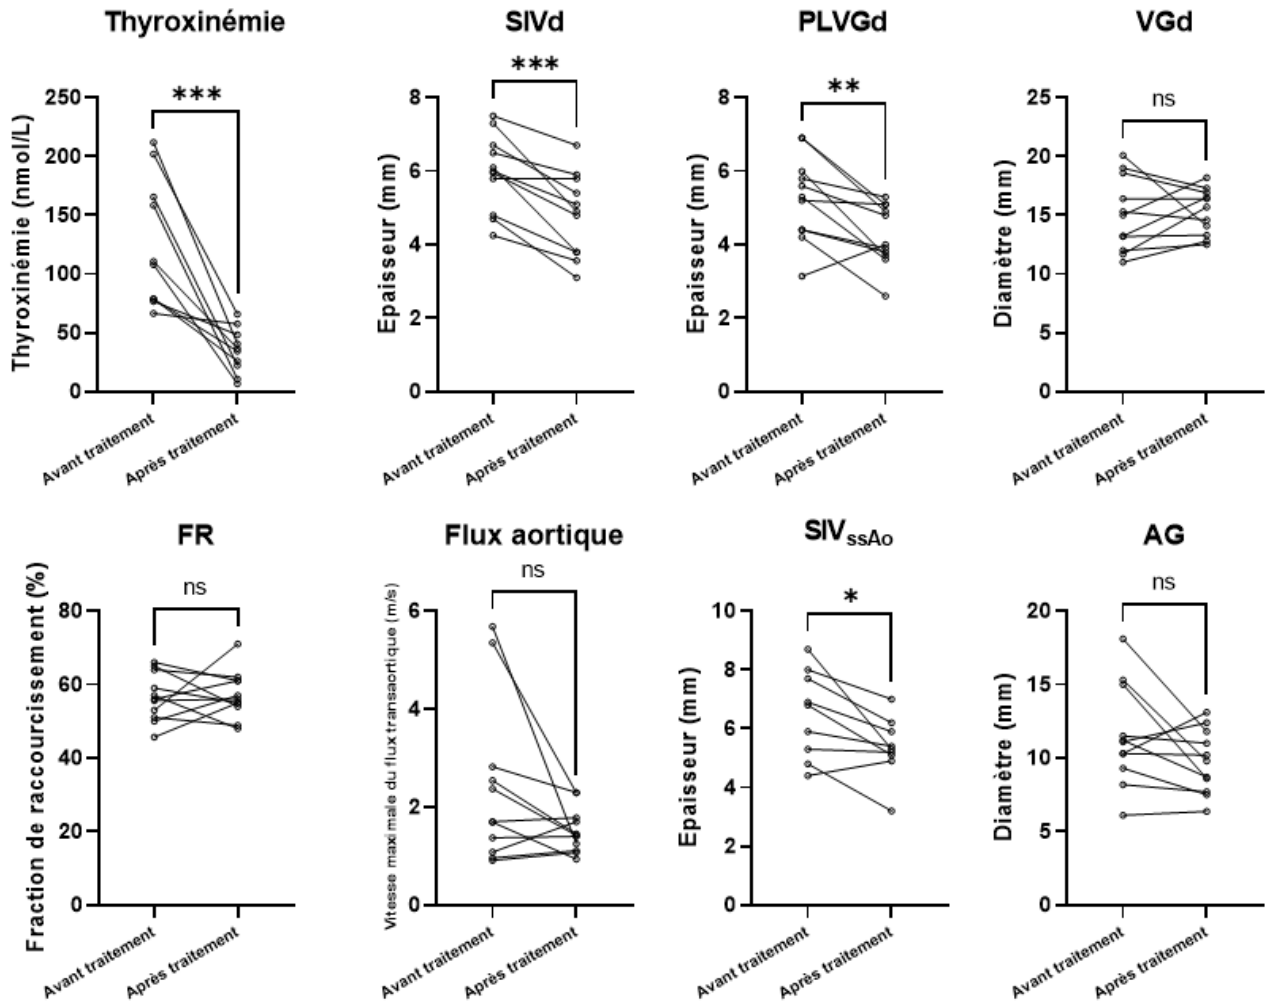 Thyroxinémie
SIVd
PLVGd
VGd
***
***
**
ns
Thyroxinémie (nmol/L)
250
200
150
100
50
0
Avant traitement
Après traitement
Epaisseur (mm)
8
6
4
2
0
Avant traitement
Après traitement
Epaisseur (mm)
8
6
4
2
0
Avant traitement
Après traitement
Diamètre (mm)
25
20
15
10
5
0
Avant traitement
Après traitement
FR
Flux aortique
SIVssAo
AG
ns
ns
*
ns
Fraction de raccourcissement (%)
80
60
40
20
0
Avant traitement
Après traitement
Vitesse maximale du flux transaortique (m/s)
6
4
2
0
Avant traitement
Après traitement
Epaisseur (mm)
10
8
6
4
2
0
Avant traitement
Après traitement
Diamètre (mm)
20
15
10
5
0
Avant traitement
Après traitement